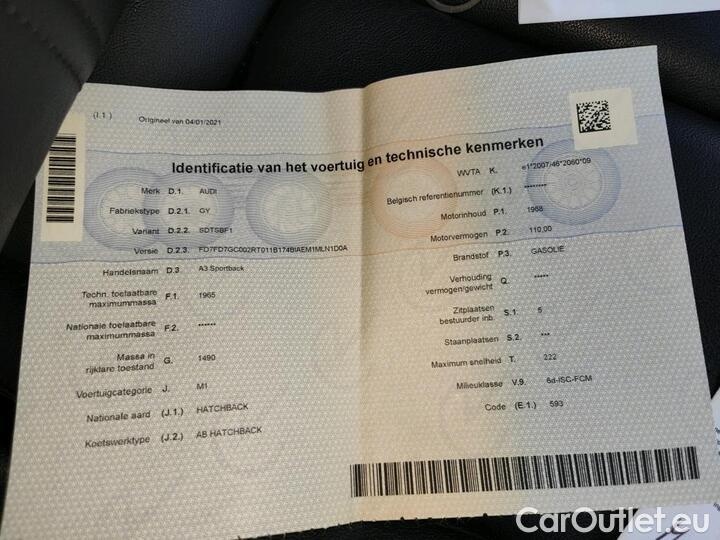 (I.1)
Origineel van 04/01/2021
Identificatie van het voertuig en technische kenmerken
Merk D.1. AUDI
Fabriekstype D.2.1. GY
Variant D.2.2. SDTSBF1
Versie D.2.3. FD7FD7GC002RT011B174BIAEM1MLN1D0A
Handelsnaam D.3. A3 Sportback
Techn. toelaatbare
maximummassa F.1. 1965
Nationale toelaatbare
maximummassa F.2. ******
Massa in
rijklare toestand G. 1490
Voertuigcategorie J. M1
Nationale aard (J.1.) HATCHBACK
Koetswerktype (J.2.) AB HATCHBACK
WVTA K. e1*2007/46*2060*09
Belgisch referentienummer (K.1.) ********
Motorinhoud P.1. 1968
Motorvermogen P.2. 110,00
Brandstof P.3. GASOLIE
Verhouding
vermogen/gewicht Q. *****
Zitplaatsen
bestuurder inb. S.1. 5
Staanplaatsen S.2. ***
Maximum snelheid T. 222
Milieuklasse V.9. 6d-ISC-FCM
Code (E.1.) 593
CarOutlet.eu